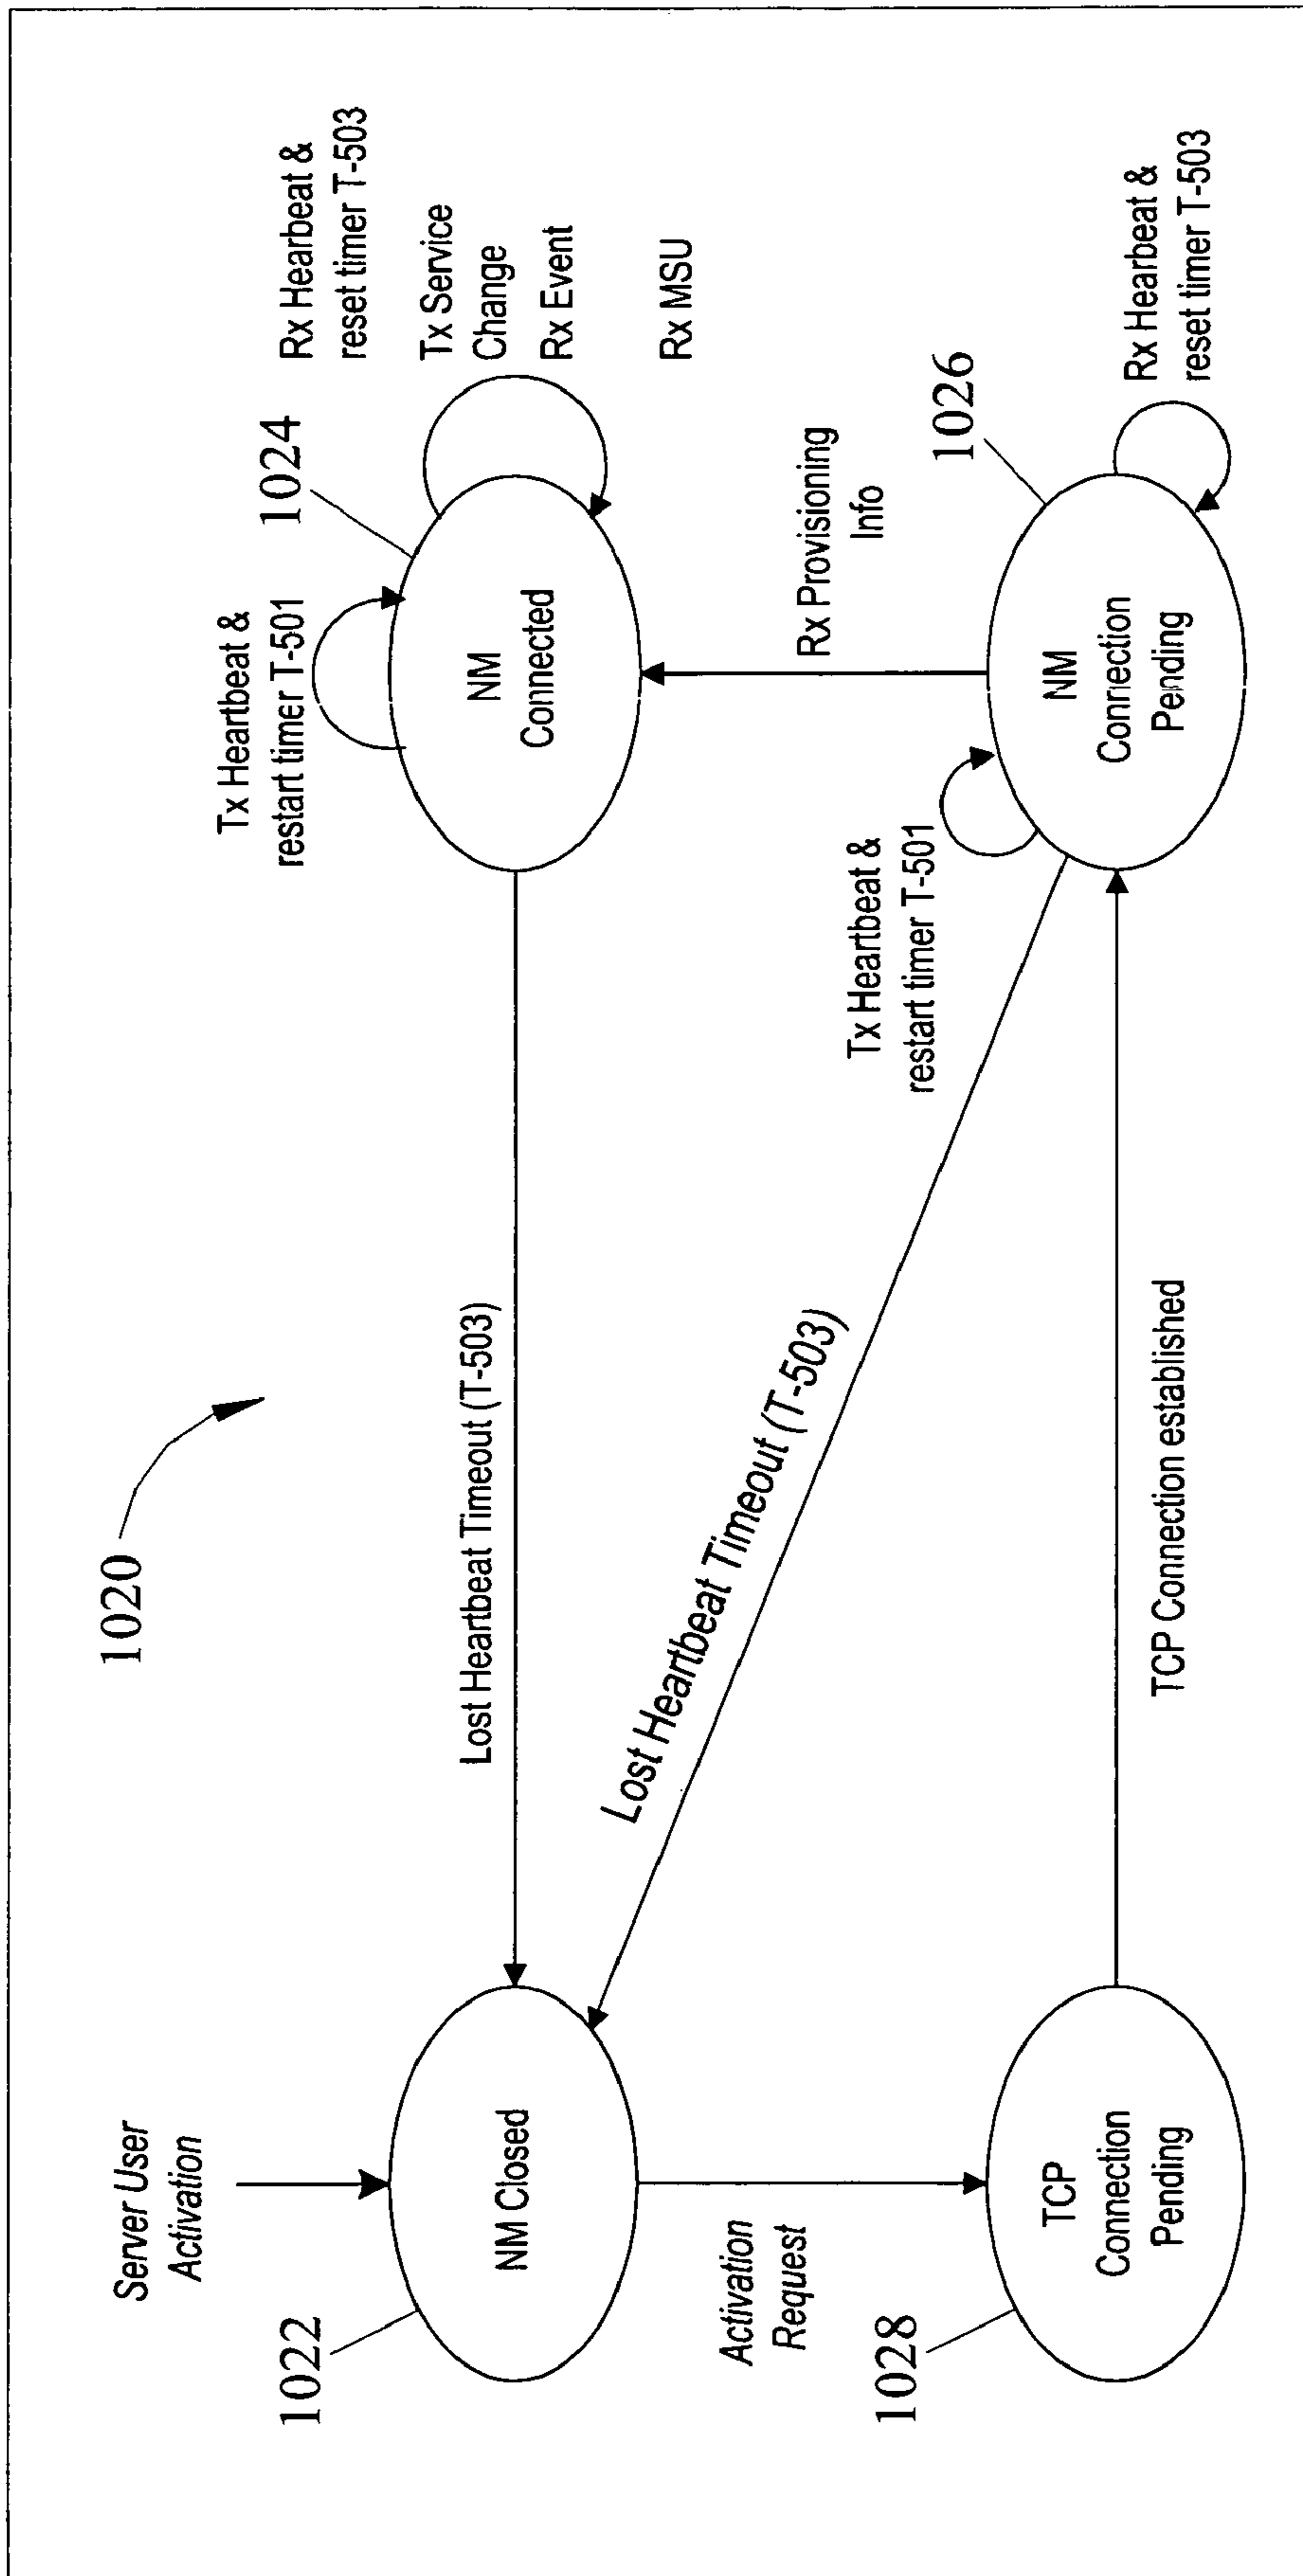 1020
Server User
Activation
1022
NM Closed
Activation
Request
1028
TCP
Connection
Pending
TCP Connection established
Lost Heartbeat Timeout (T-503)
Lost Heartbeat Timeout (T-503)
Tx Heartbeat &
restart timer T-501
1024
NM
Connected
Rx Hearbeat &
reset timer T-503
Tx Service
Change
Rx Event
Rx MSU
Rx Provisioning
Info
1026
Tx Heartbeat &
restart timer T-501
NM
Connection
Pending
Rx Hearbeat &
reset timer T-503